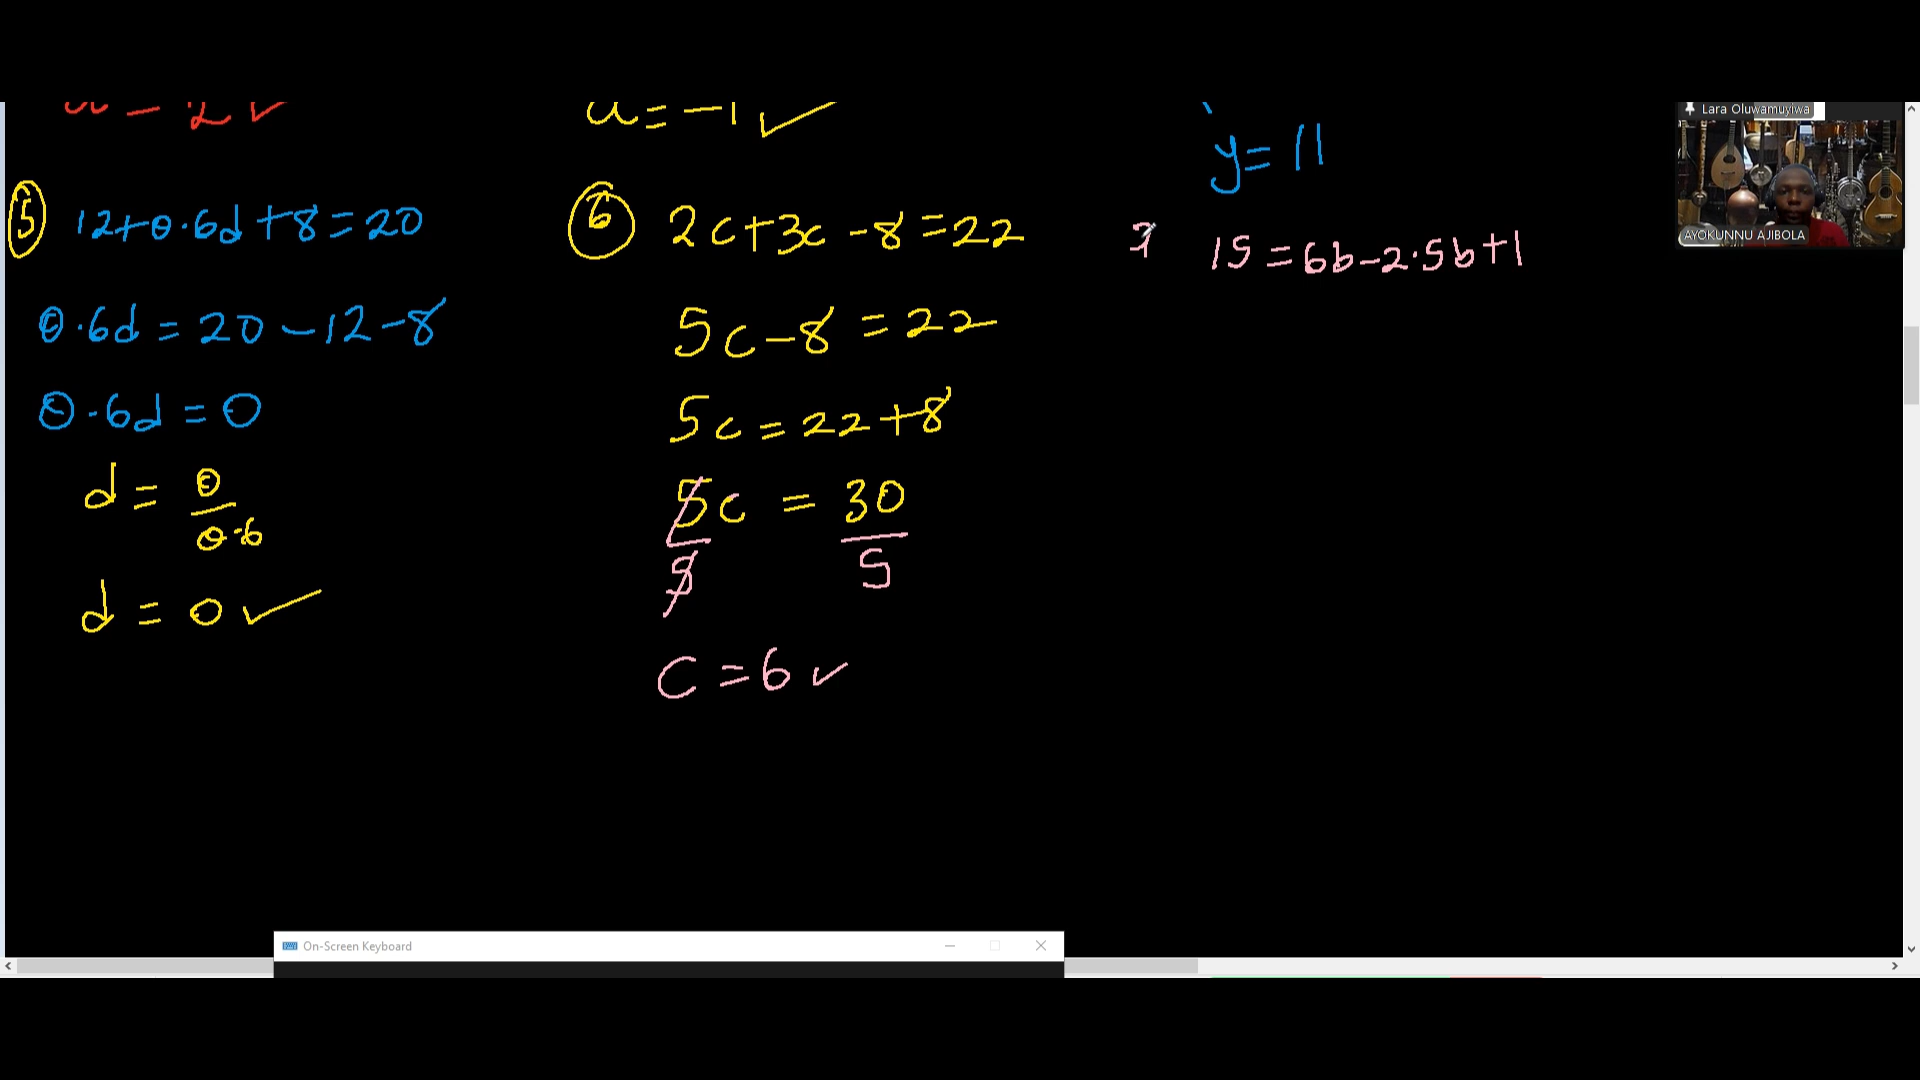 a = -1
y = 11
5
12+0.6d+8=20
0.6d = 20-12-8
0.6d = 0
d = 0/0.6
d = 0 ✓
6
2c+3c-8=22
5c-8=22
5c=22+8
5c/5 = 30/5
c=6 ✓
15=6b-2.5b+1
Lara Oluwamuyiwa
AYOKUNNU AJIBOLA
On-Screen Keyboard